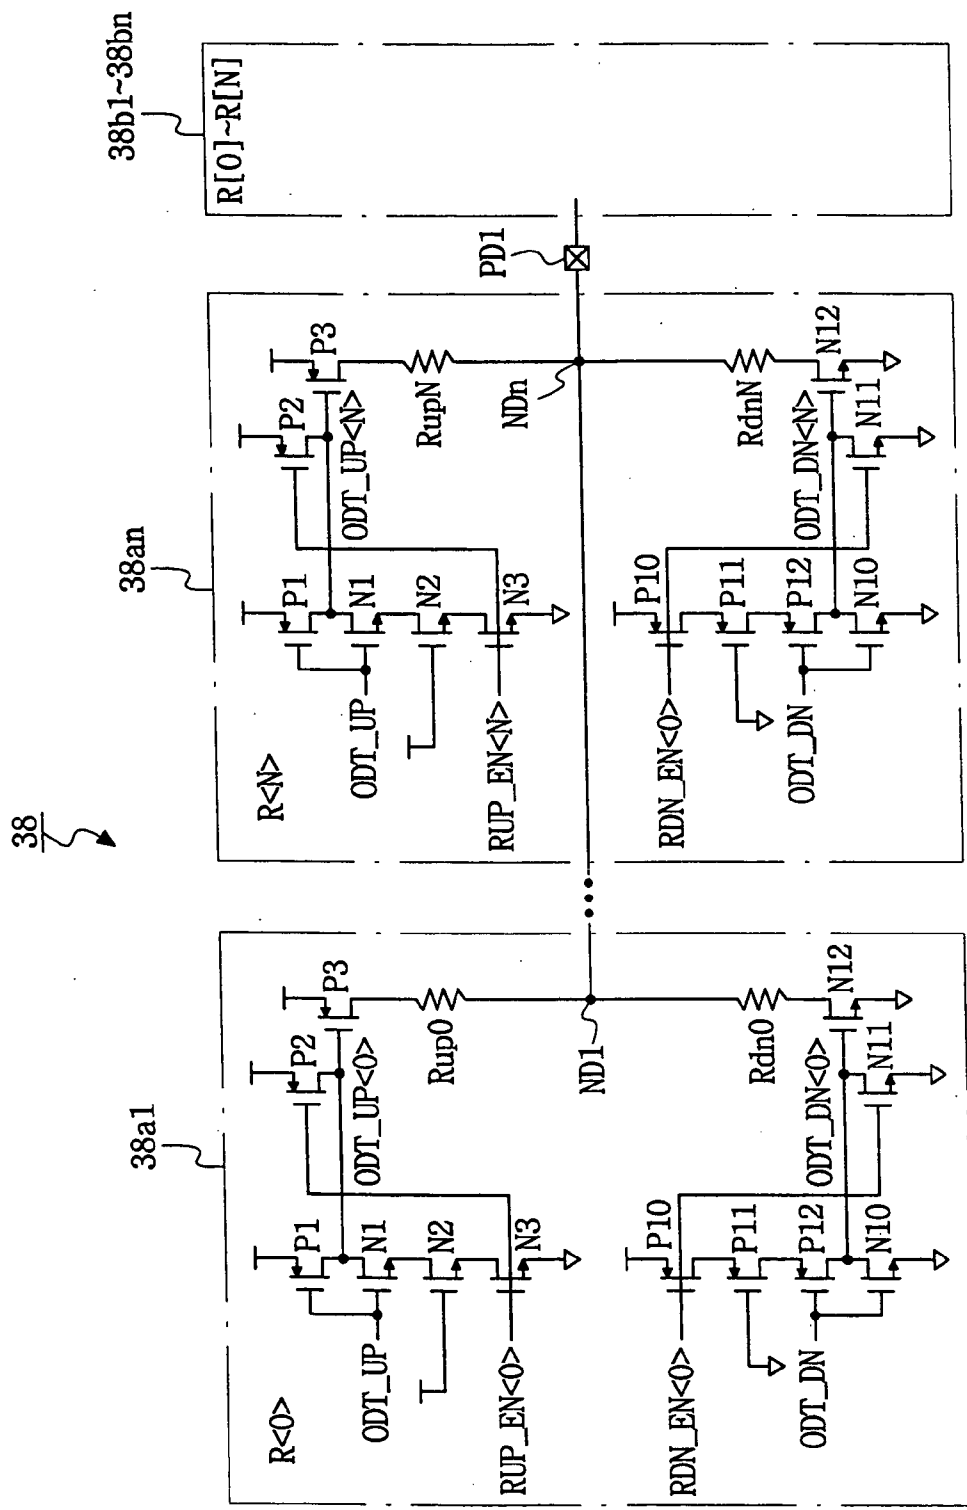 38
38a1
R<0>
P1
P2
P3
ODT_UP<0>
ODT_UP
N1
N2
N3
RUP_EN<0>
Rup0
ND1
RDN_EN<0>
P10
P11
P12
N10
ODT_DN
ODT_DN<0>
N11
N12
Rdn0
38an
R<N>
P1
P2
P3
ODT_UP<N>
ODT_UP
N1
N2
N3
RUP_EN<N>
RupN
NDn
RDN_EN<0>
P10
P11
P12
N10
ODT_DN
ODT_DN<N>
N11
N12
RdnN
PD1
38b1~38bn
R[0]~R[N]